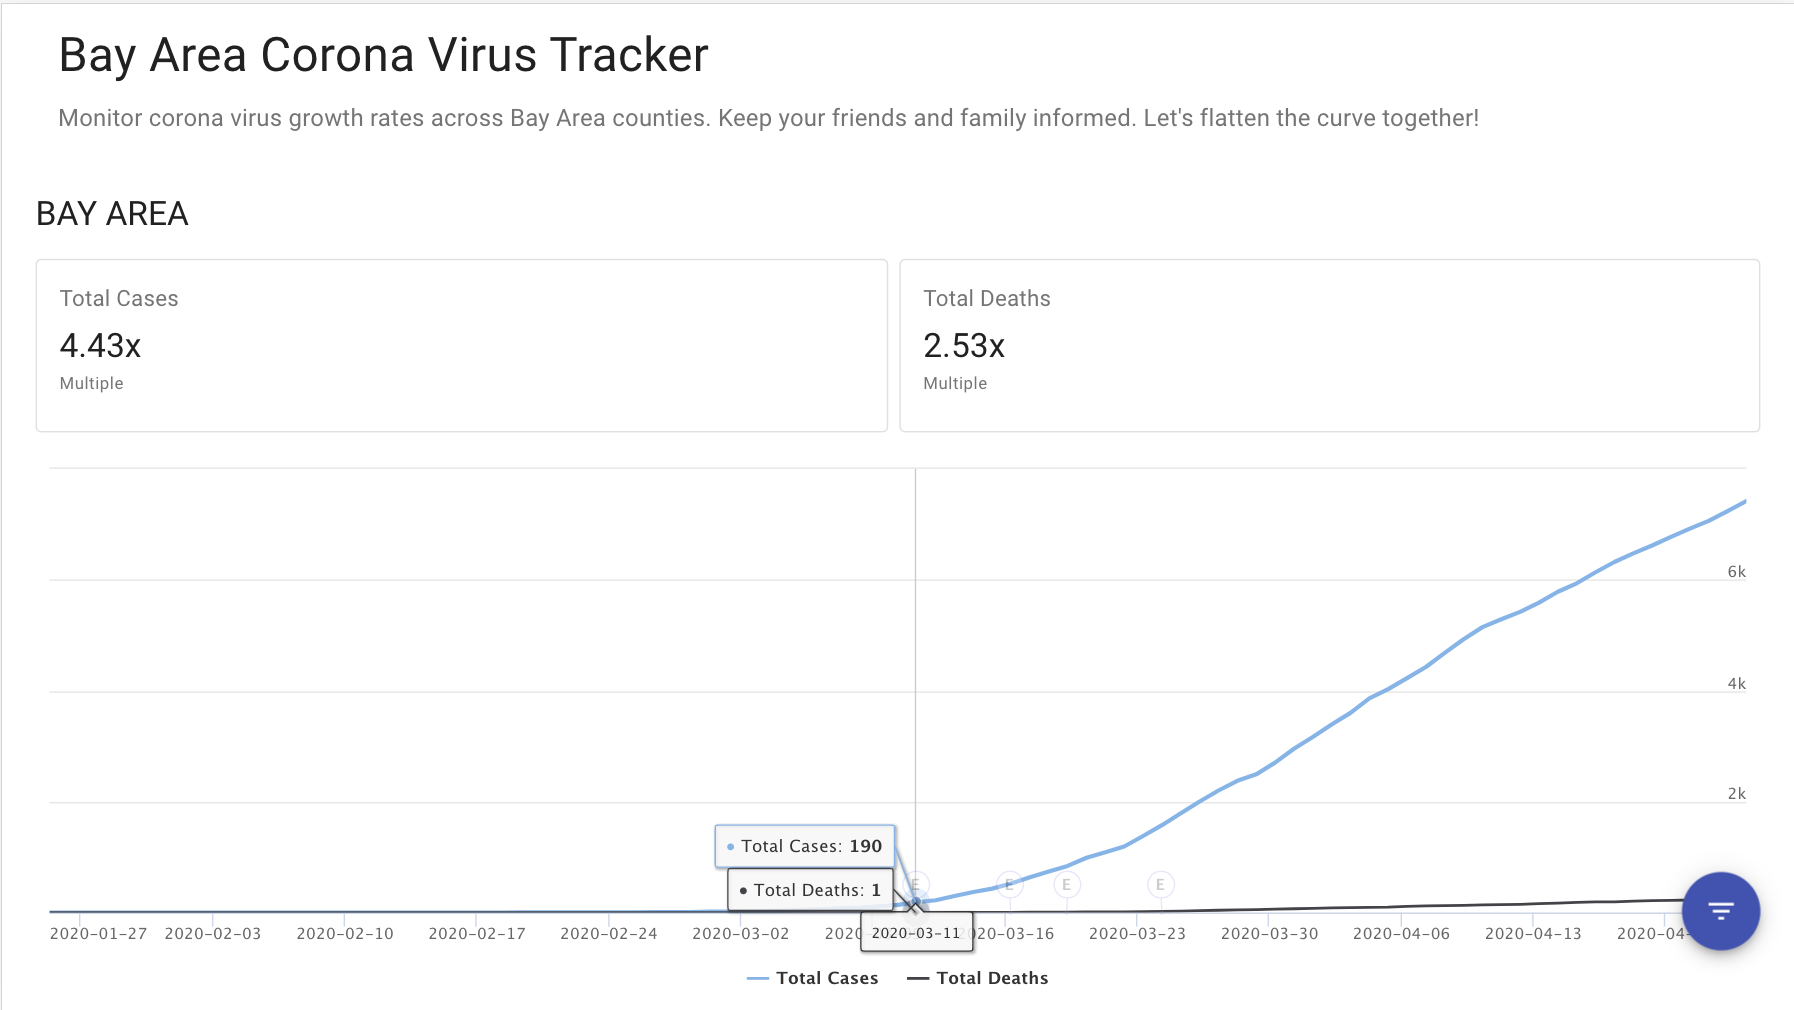 Bay Area Corona Virus Tracker
Monitor corona virus growth rates across Bay Area counties. Keep your friends and family informed. Let's flatten the curve together!
BAY AREA
Total Cases
4.43x
Multiple
Total Deaths
2.53x
Multiple
6k
4k
2k
Total Cases: 190
Total Deaths: 1
E E E E
2020-01-27 2020-02-03 2020-02-10 2020-02-17 2020-02-24 2020-03-02 2020-03-11 2020-03-16 2020-03-23 2020-03-30 2020-04-06 2020-04-13
Total Cases Total Deaths